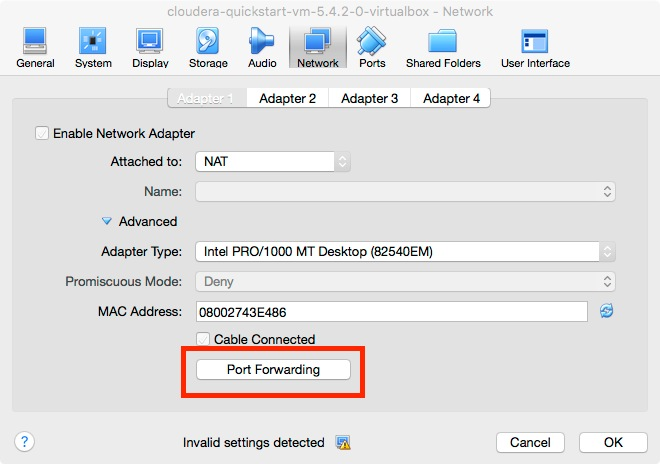 cloudera-quickstart-vm-5.4.2-0-virtualbox - Network
General System Display Storage Audio Network Ports Shared Folders User Interface
Adapter 1 Adapter 2 Adapter 3 Adapter 4
Enable Network Adapter
Attached to: NAT
Name:
Advanced
Adapter Type: Intel PRO/1000 MT Desktop (82540EM)
Promiscuous Mode: Deny
MAC Address: 08002743E486
Cable Connected
Port Forwarding
? Invalid settings detected Cancel OK